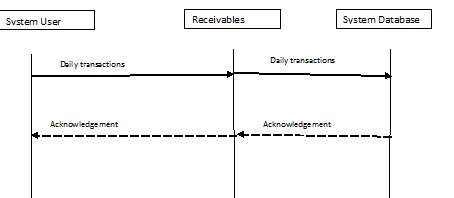 System User
Receivables
System Database
Daily transactions
Daily transactions
Acknowledgement
Acknowledgement